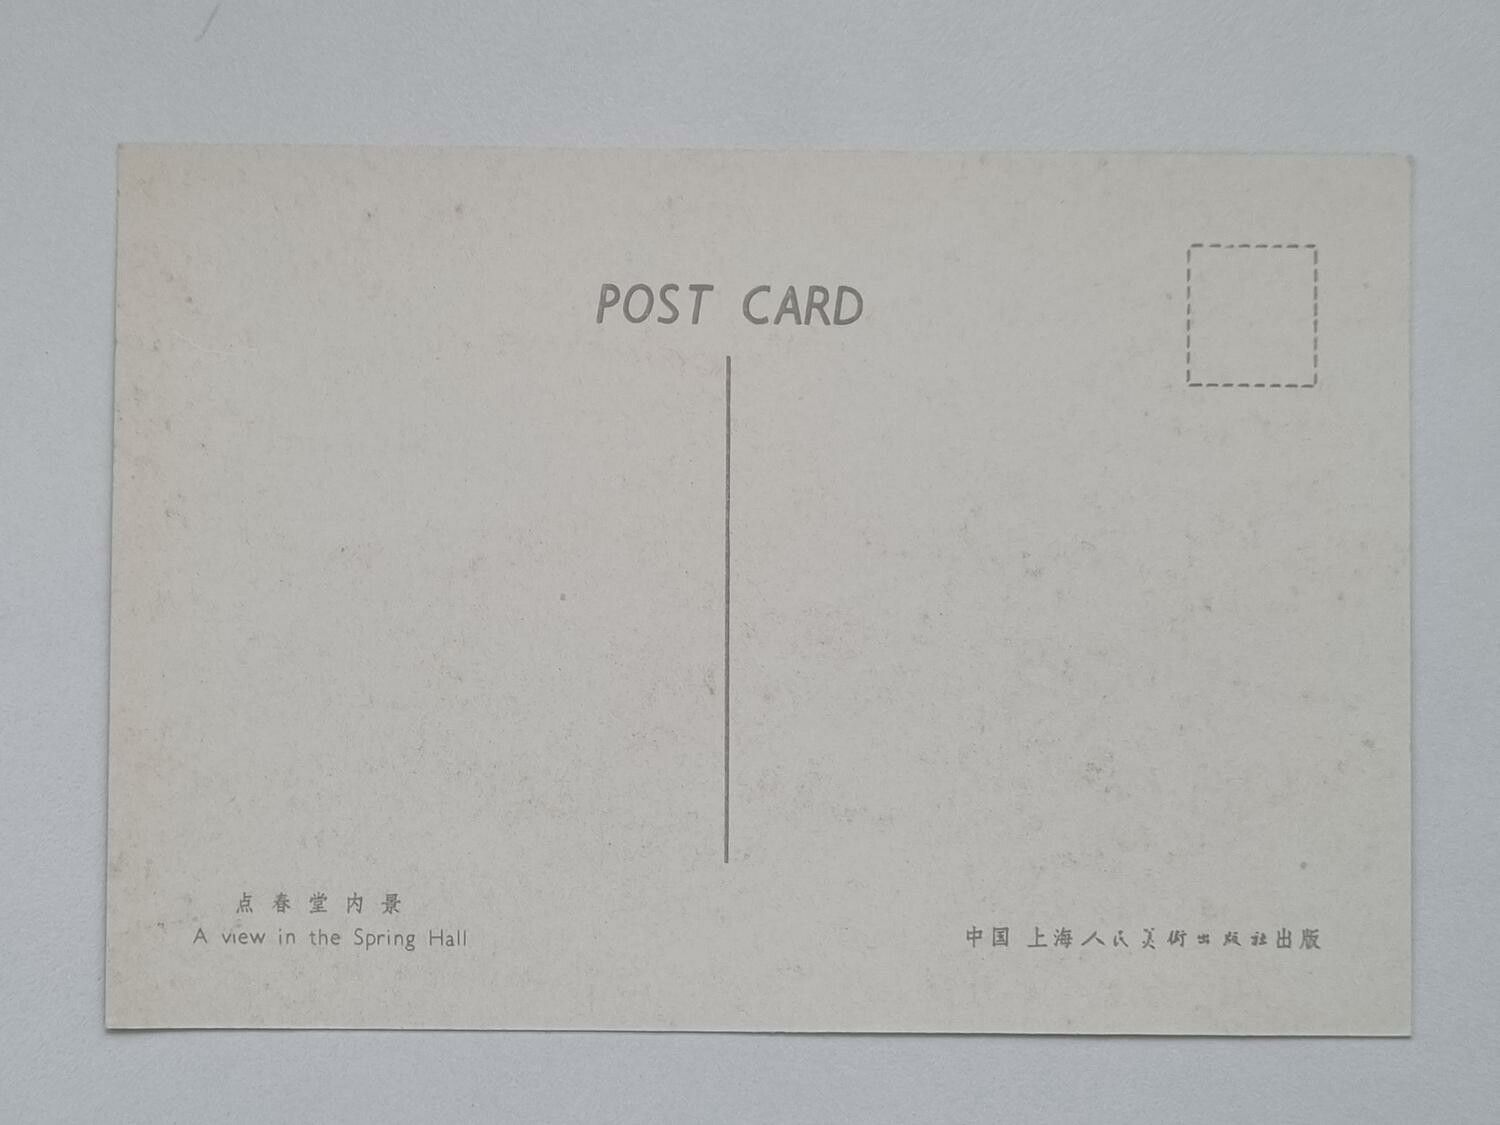 POST CARD
点春堂内景
A view in the Spring Hall
中国 上海人民美術出版社出版